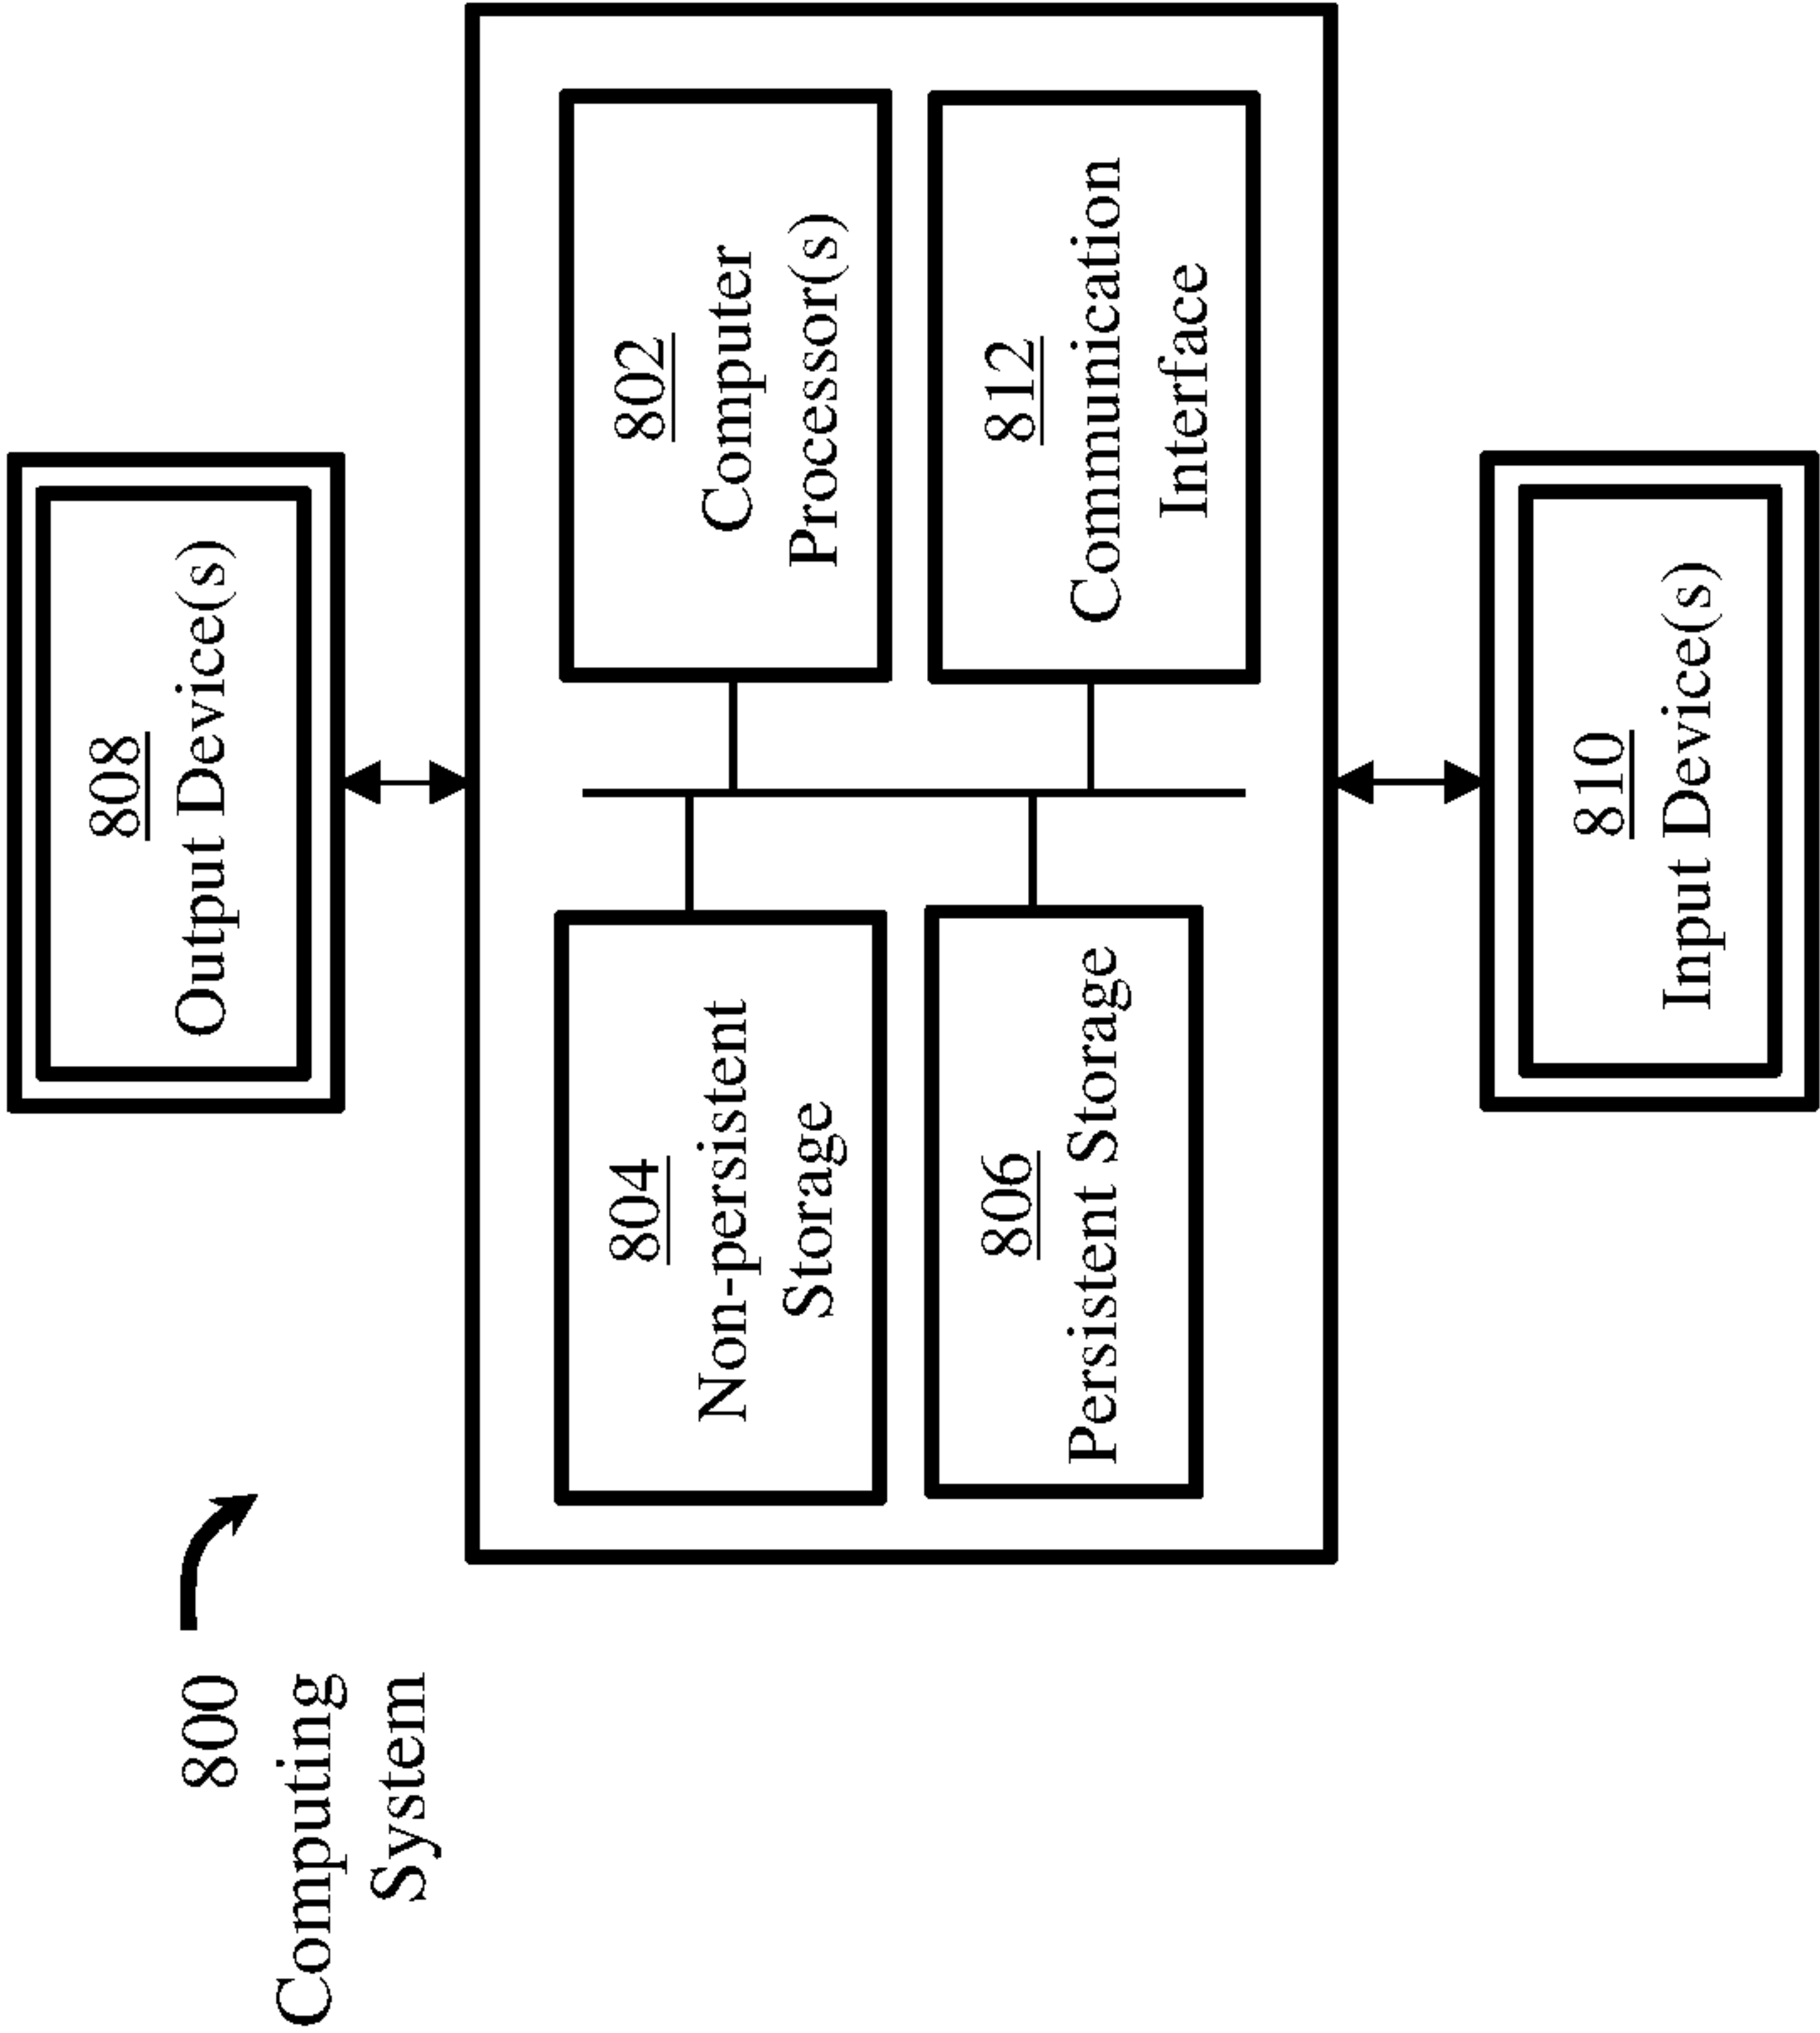 800
Computing
System
808
Output Device(s)
804
Non-persistent
Storage
802
Computer
Processor(s)
806
Persistent Storage
812
Communication
Interface
810
Input Device(s)